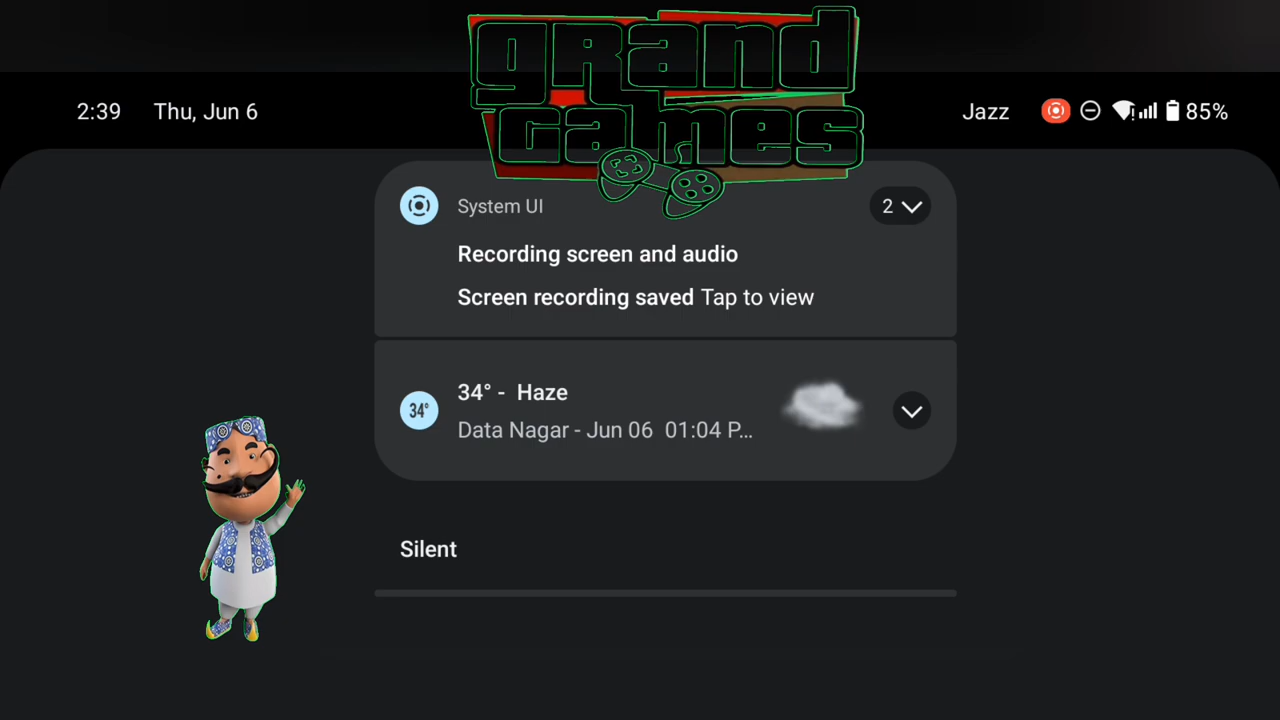 grand
games
2:39 Thu, Jun 6 Jazz 85%
System UI 2
Recording screen and audio
Screen recording saved Tap to view
34° - Haze
34°
Data Nagar - Jun 06 01:04 P...
Silent